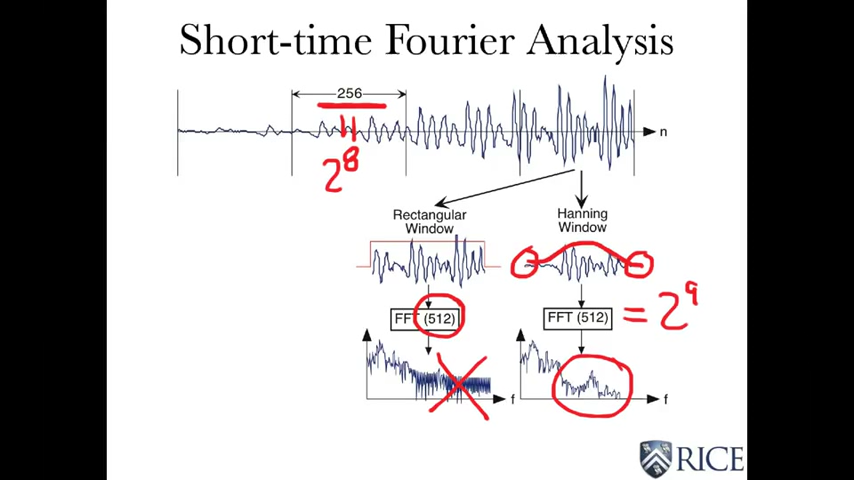 Short-time Fourier Analysis
256
n
2^8
Rectangular
Window
Hanning
Window
FFT (512)
FFT (512)
= 2^9
f
f
RICE